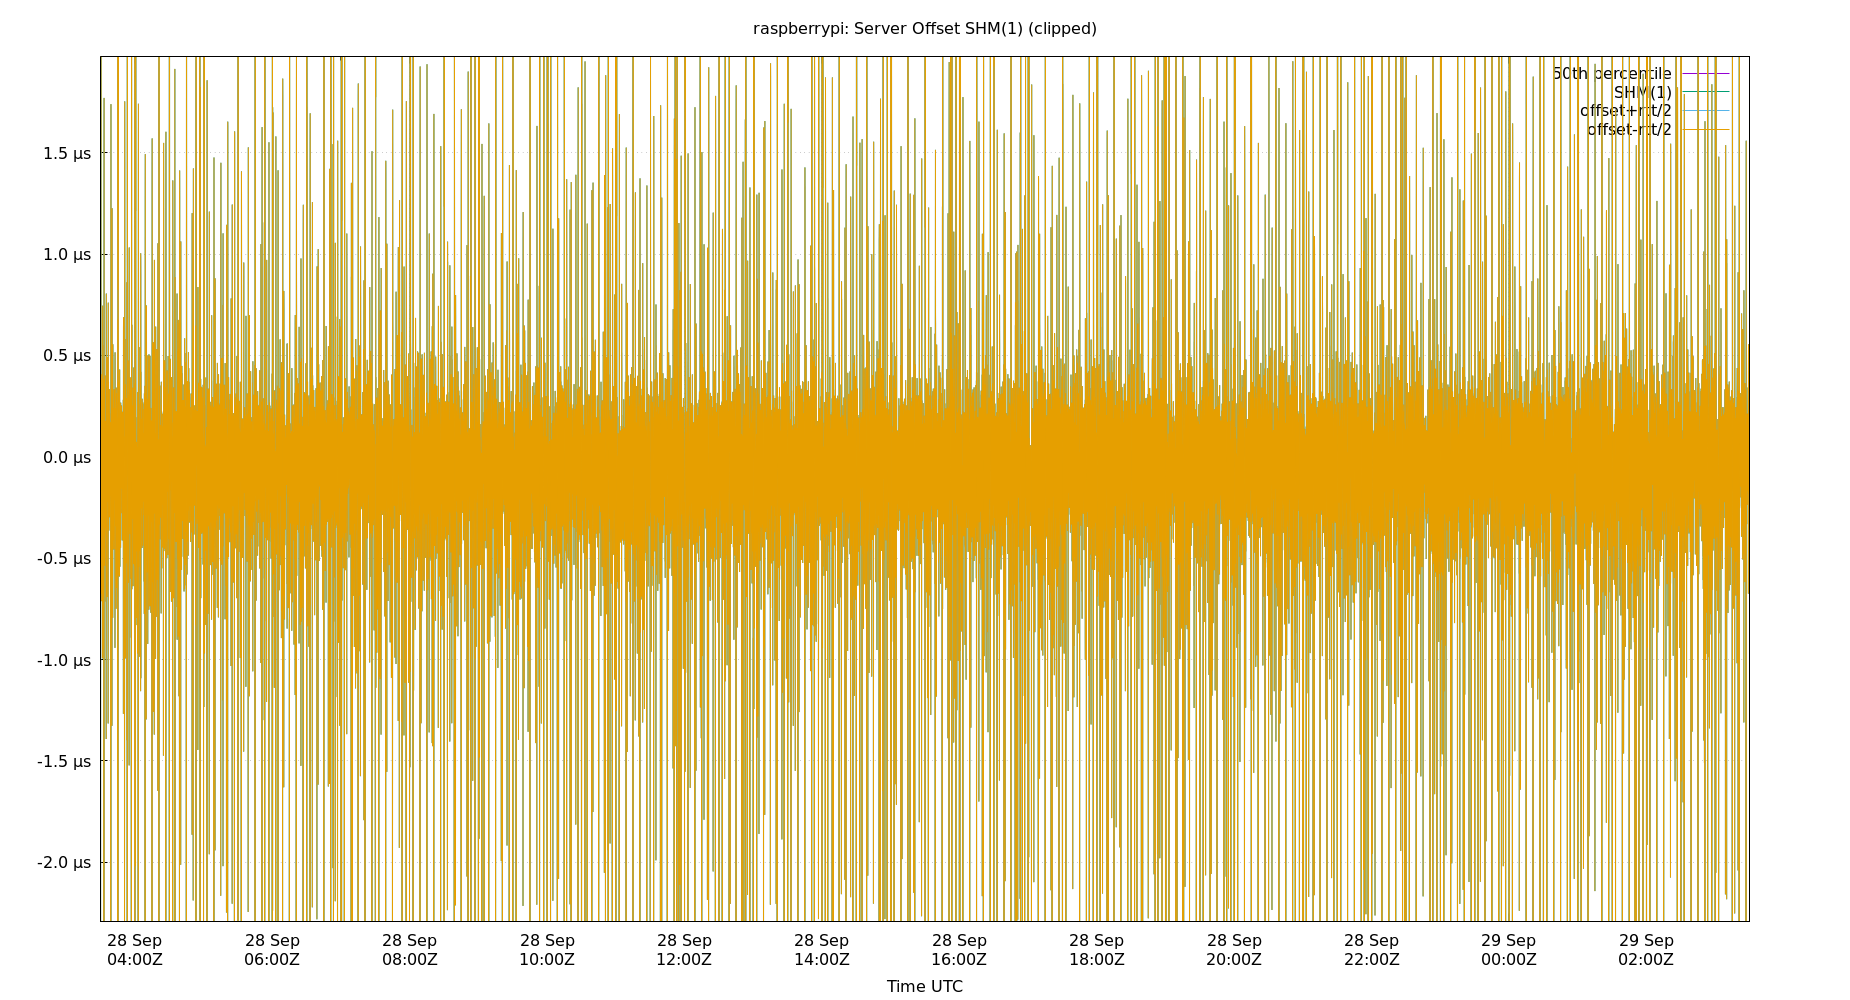 raspberrypi: Server Offset SHM(1) (clipped)
50th percentile
SHM(1)
offset+rtt/2
offset-rtt/2
1.5 µs
1.0 µs
0.5 µs
0.0 µs
-0.5 µs
-1.0 µs
-1.5 µs
-2.0 µs
28 Sep 28 Sep 28 Sep 28 Sep 28 Sep 28 Sep 28 Sep 28 Sep 28 Sep 28 Sep 29 Sep 29 Sep
04:00Z 06:00Z 08:00Z 10:00Z 12:00Z 14:00Z 16:00Z 18:00Z 20:00Z 22:00Z 00:00Z 02:00Z
Time UTC